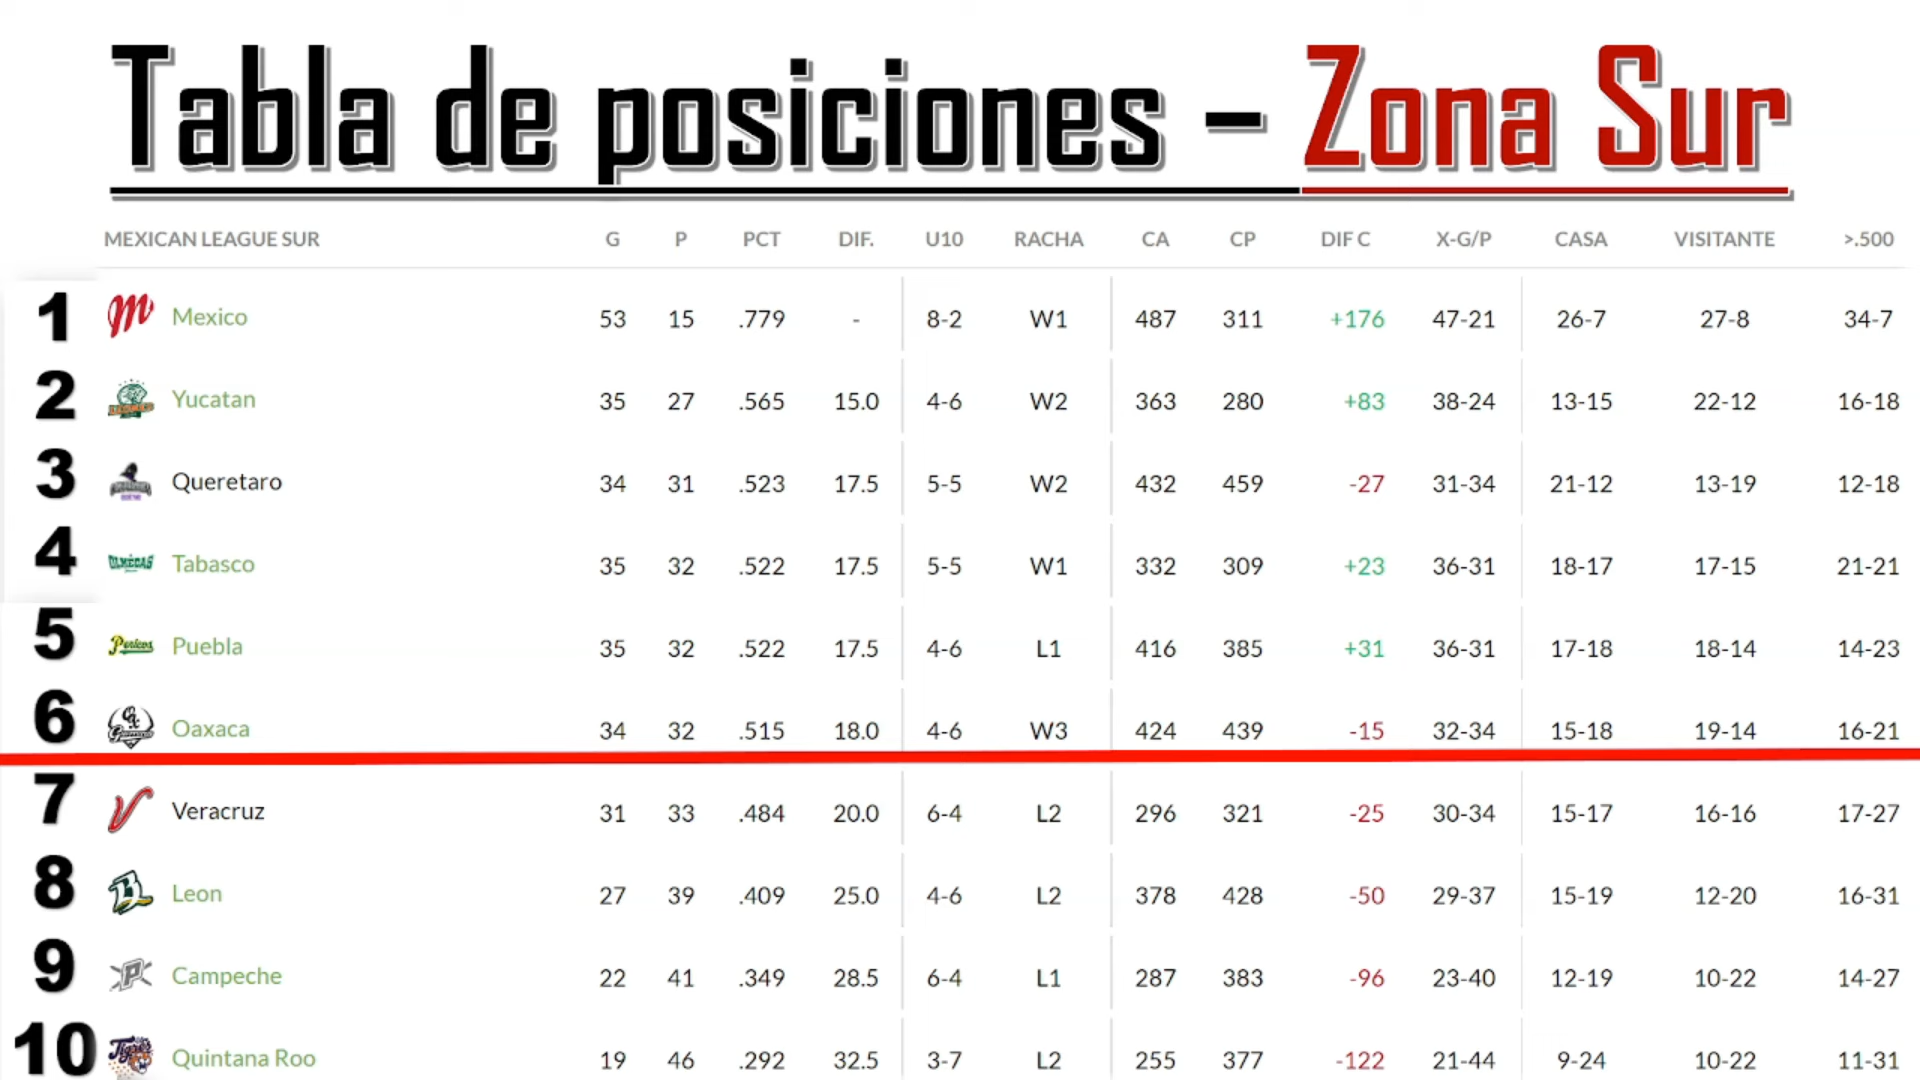 Tabla de posiciones - Zona Sur
MEXICAN LEAGUE SUR G P PCT DIF. U10 RACHA CA CP DIF C X-G/P CASA VISITANTE >.500
1 Mexico 53 15 .779 - 8-2 W1 487 311 +176 47-21 26-7 27-8 34-7
2 Yucatan 35 27 .565 15.0 4-6 W2 363 280 +83 38-24 13-15 22-12 16-18
3 Queretaro 34 31 .523 17.5 5-5 W2 432 459 -27 31-34 21-12 13-19 12-18
4 OLMECAS Tabasco 35 32 .522 17.5 5-5 W1 332 309 +23 36-31 18-17 17-15 21-21
5 Pericos Puebla 35 32 .522 17.5 4-6 L1 416 385 +31 36-31 17-18 18-14 14-23
6 Oaxaca 34 32 .515 18.0 4-6 W3 424 439 -15 32-34 15-18 19-14 16-21
7 Veracruz 31 33 .484 20.0 6-4 L2 296 321 -25 30-34 15-17 16-16 17-27
8 Leon 27 39 .409 25.0 4-6 L2 378 428 -50 29-37 15-19 12-20 16-31
9 Campeche 22 41 .349 28.5 6-4 L1 287 383 -96 23-40 12-19 10-22 14-27
10 Tigres Quintana Roo 19 46 .292 32.5 3-7 L2 255 377 -122 21-44 9-24 10-22 11-31